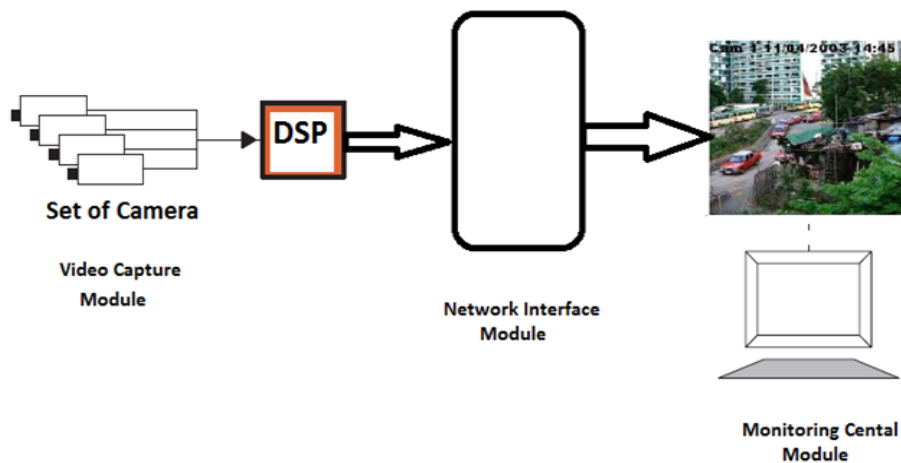 Cam 1 11/04/2003 14:45
DSP
Set of Camera
Video Capture
Module
Network Interface
Module
Monitoring Cental
Module